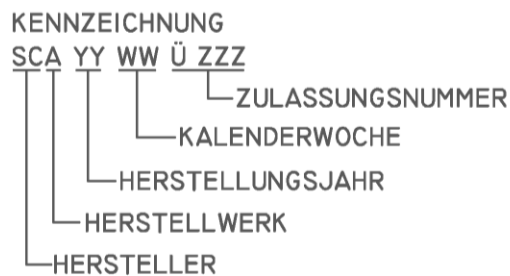 KENNZEICHNUNG
SCA YY WW Ü ZZZ
ZULASSUNGSNUMMER
KALENDERWOCHE
HERSTELLUNGSJAHR
HERSTELLWERK
HERSTELLER